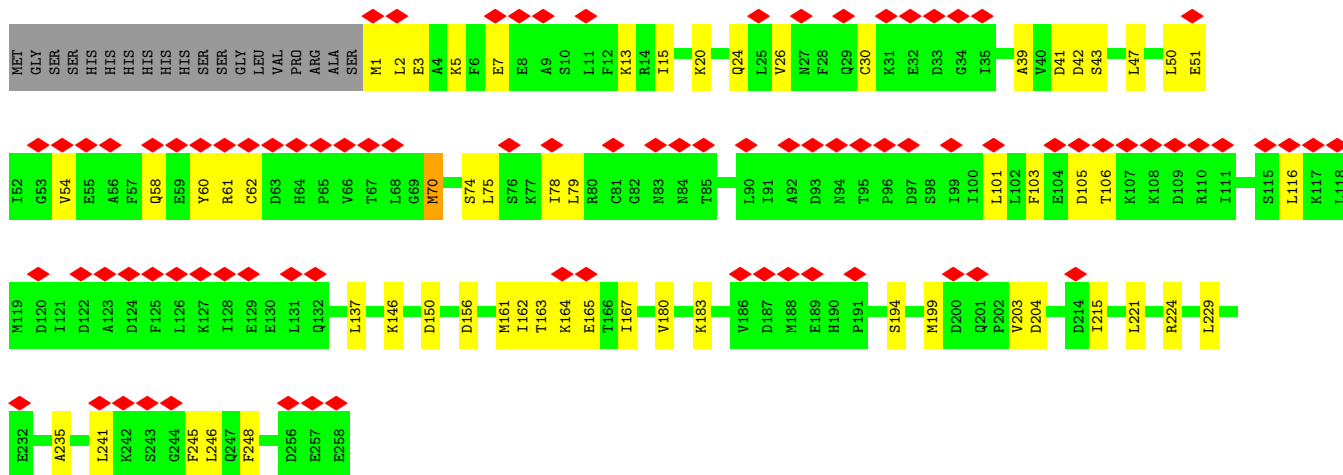 MET GLY SER SER HIS HIS HIS HIS HIS HIS SER SER GLY LEU VAL PRO ARG ALA SER M1 L2 E3 A4 K5 F6 E7 E8 A9 S10 L11 F12 K13 R14 I15 K20 Q24 L25 V26 N27 F28 Q29 C30 K31 E32 D33 G34 I35 A39 V40 D41 D42 S43 L47 L50 E51
I52 G53 V54 E55 A56 F57 Q58 E59 Y60 R61 C62 D63 H64 P65 V66 T67 L68 G69 M70 S74 L75 S76 K77 I78 L79 R80 C81 G82 N83 N84 T85 L90 I91 A92 D93 N94 T95 P96 D97 S98 I99 I100 L101 L102 F103 E104 D105 T106 K107 K108 D109 R110 I111 S115 L116 K117 L118
M119 D120 I121 D122 A123 D124 F125 L126 K127 I128 E129 E130 L131 Q132 L137 K146 D150 D156 M161 I162 T163 K164 E165 T166 I167 V180 K183 V186 D187 M188 E189 H190 P191 S194 M199 D200 Q201 P202 V203 D204 D214 I215 L221 R224 L229
E232 A235 L241 K242 S243 G244 F245 L246 Q247 F248 D256 E257 E258